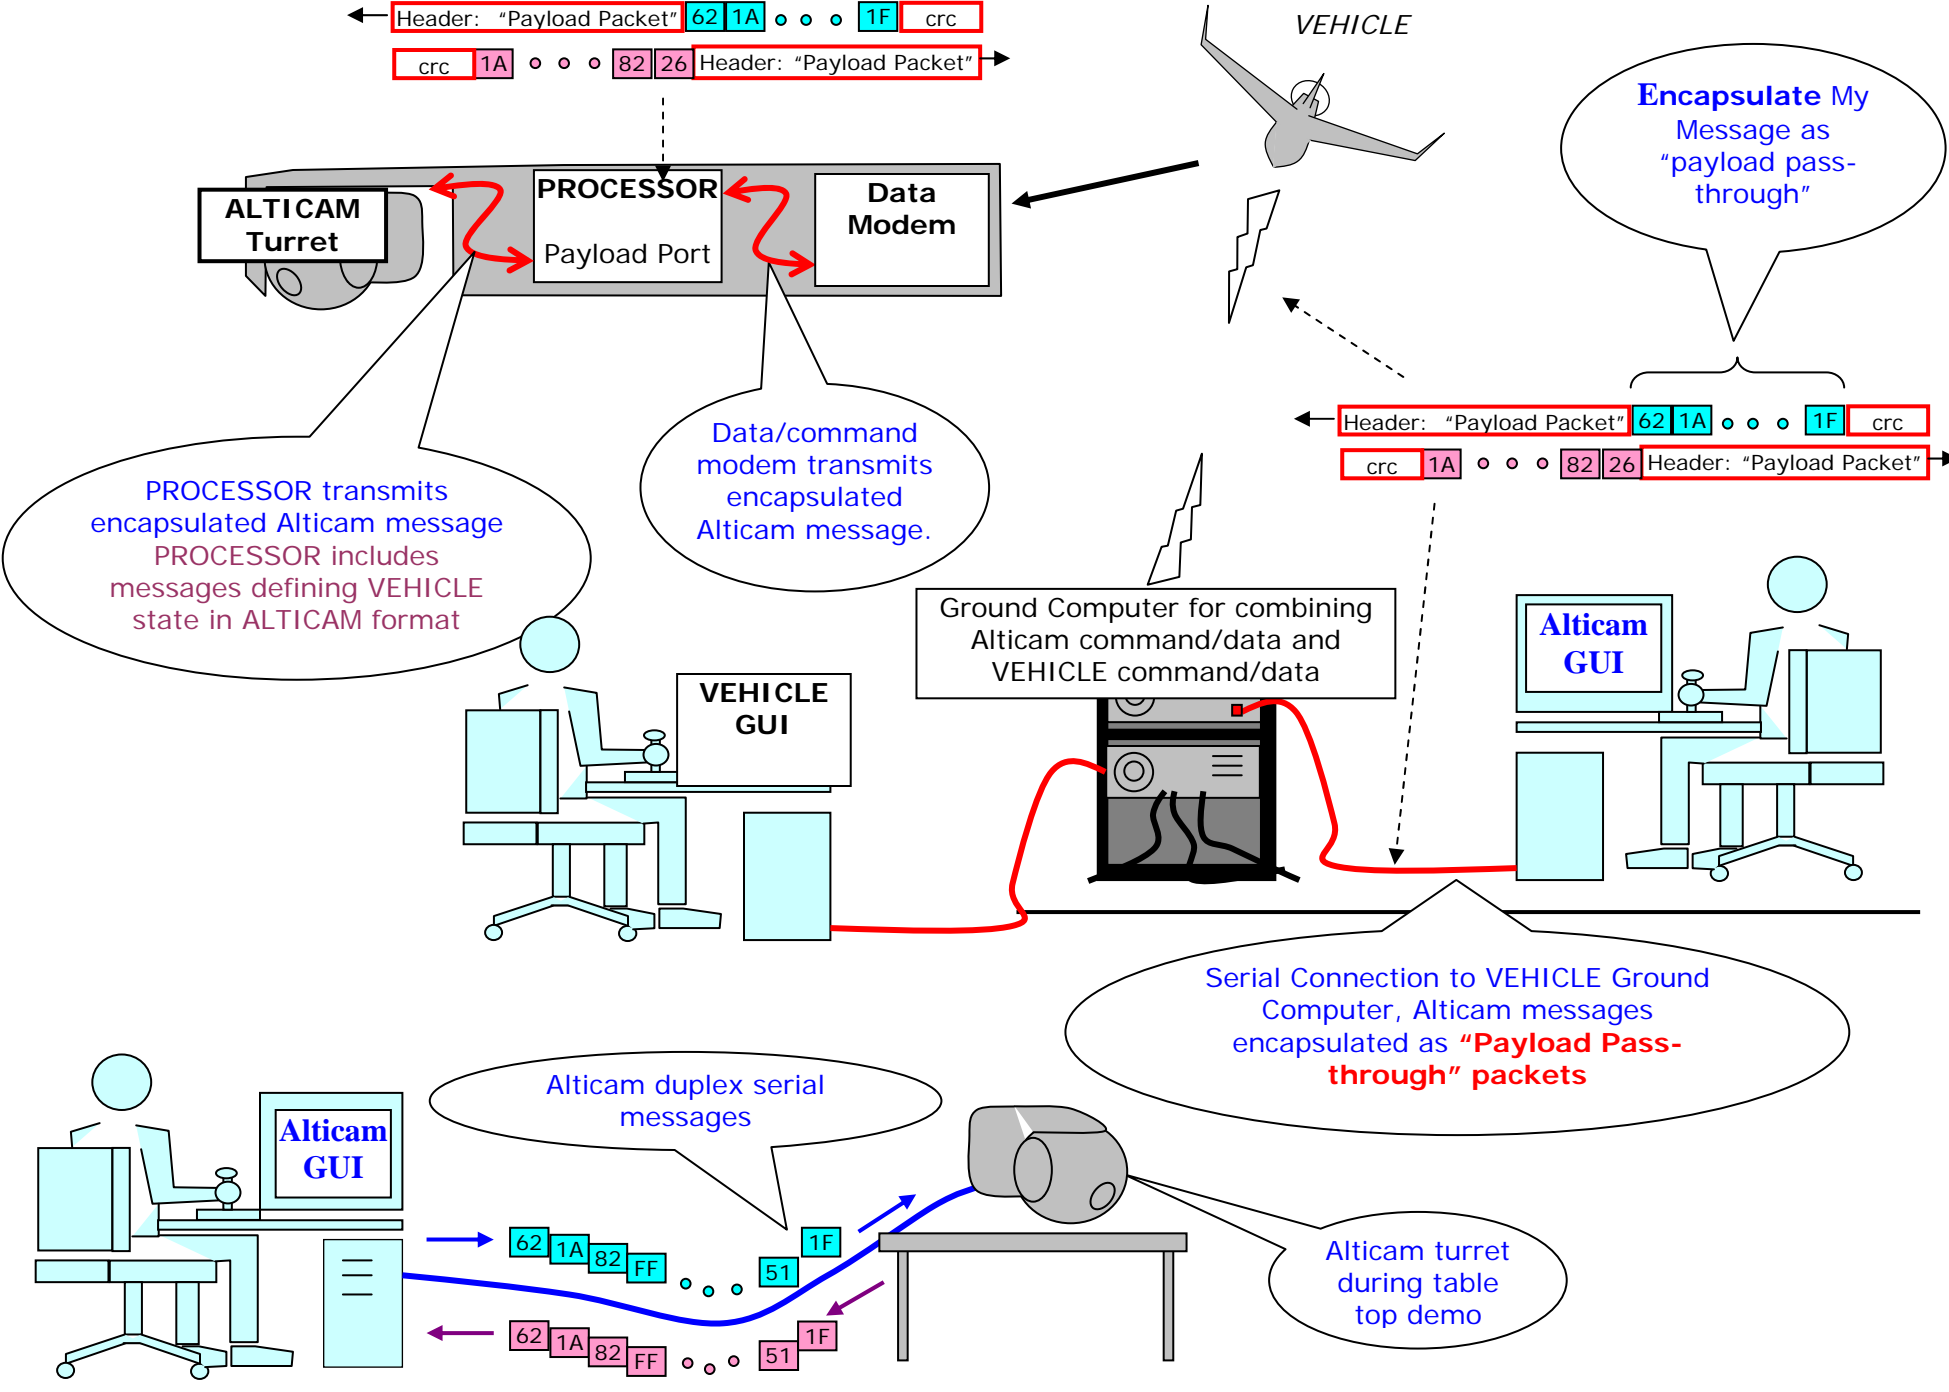 Header: “Payload Packet” 62 1A 1F crc
crc 1A 82 26 Header: “Payload Packet”
VEHICLE
Encapsulate My
Message as
“payload pass-
through”
ALTICAM
Turret
PROCESSOR
Payload Port
Data
Modem
Header: “Payload Packet” 62 1A 1F crc
crc 1A 82 26 Header: “Payload Packet”
Data/command
modem transmits
encapsulated
Alticam message.
PROCESSOR transmits
encapsulated Alticam message
PROCESSOR includes
messages defining VEHICLE
state in ALTICAM format
Ground Computer for combining
Alticam command/data and
VEHICLE command/data
Alticam
GUI
VEHICLE
GUI
Serial Connection to VEHICLE Ground
Computer, Alticam messages
encapsulated as “Payload Pass-
through” packets
Alticam duplex serial
messages
Alticam
GUI
62 1A 82 FF 51 1F
62 1A 82 FF 51 1F
Alticam turret
during table
top demo